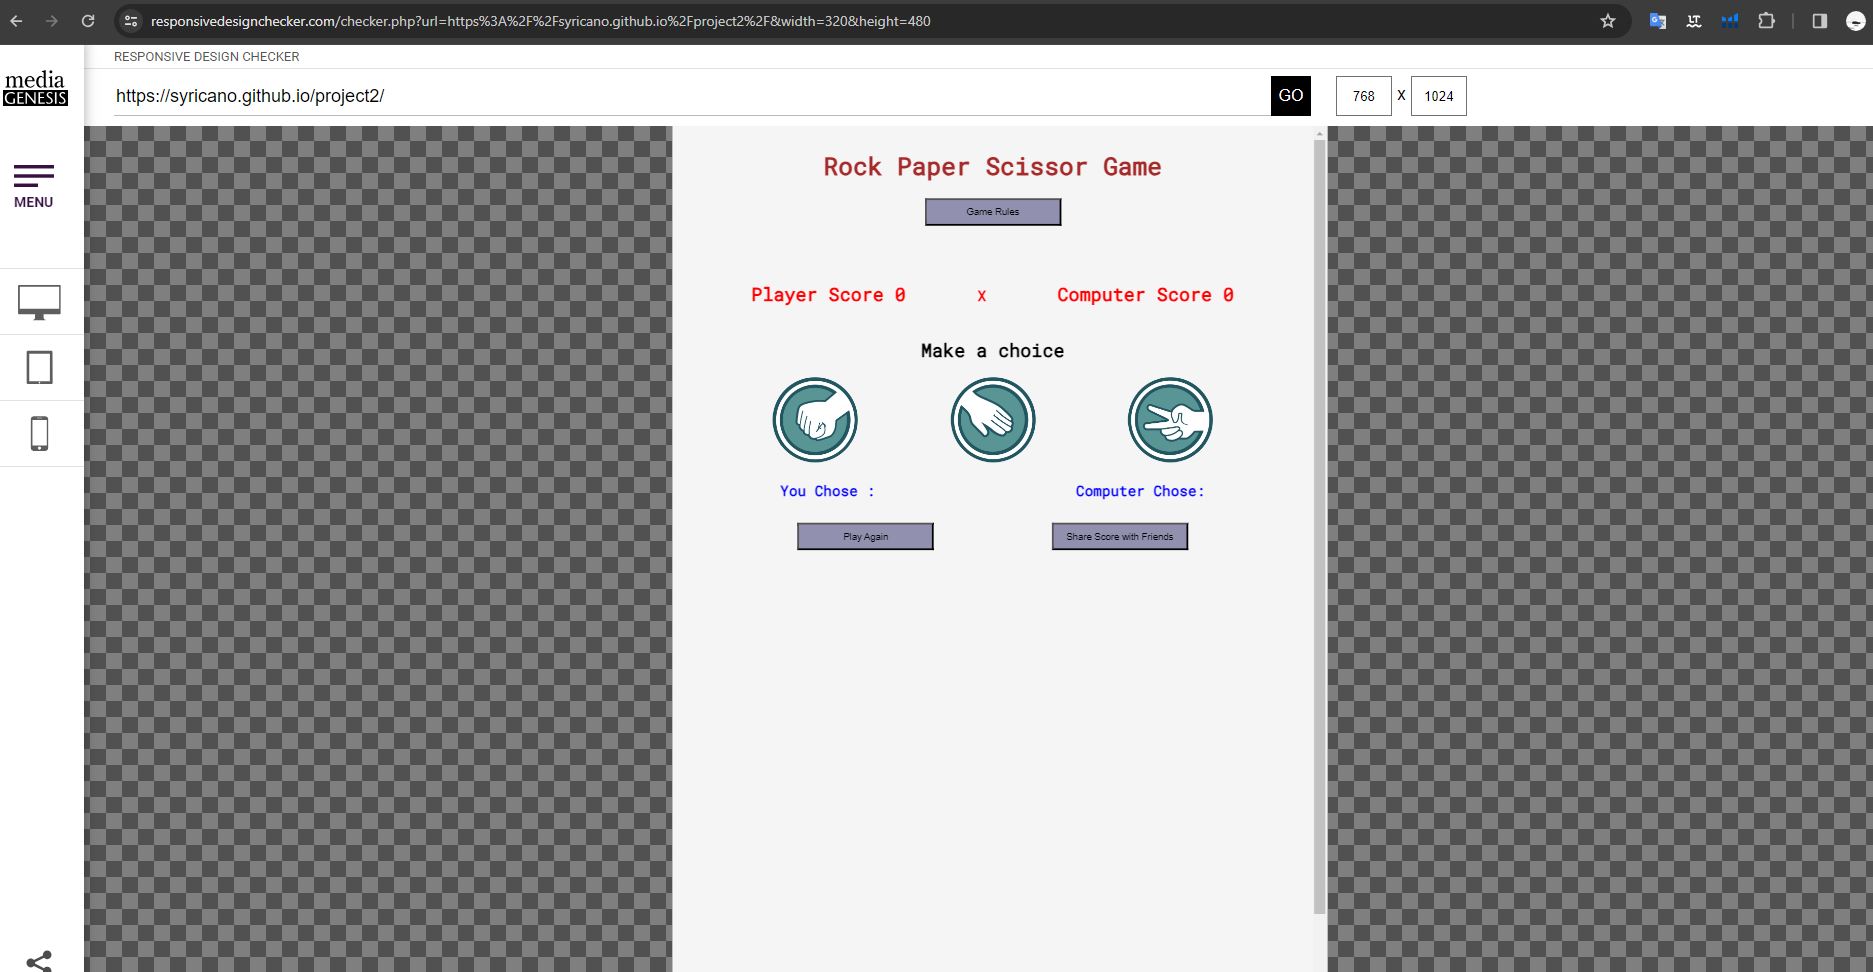 responsivedesignchecker.com/checker.php?url=https%3A%2F%2Fsyricano.github.io%2Fproject2%2F&width=320&height=480
RESPONSIVE DESIGN CHECKER
media
GENESIS
https://syricano.github.io/project2/
GO
768 X 1024
MENU
Rock Paper Scissor Game
Game Rules
Player Score 0 X Computer Score 0
Make a choice
You Chose : Computer Chose:
Play Again Share Score with Friends